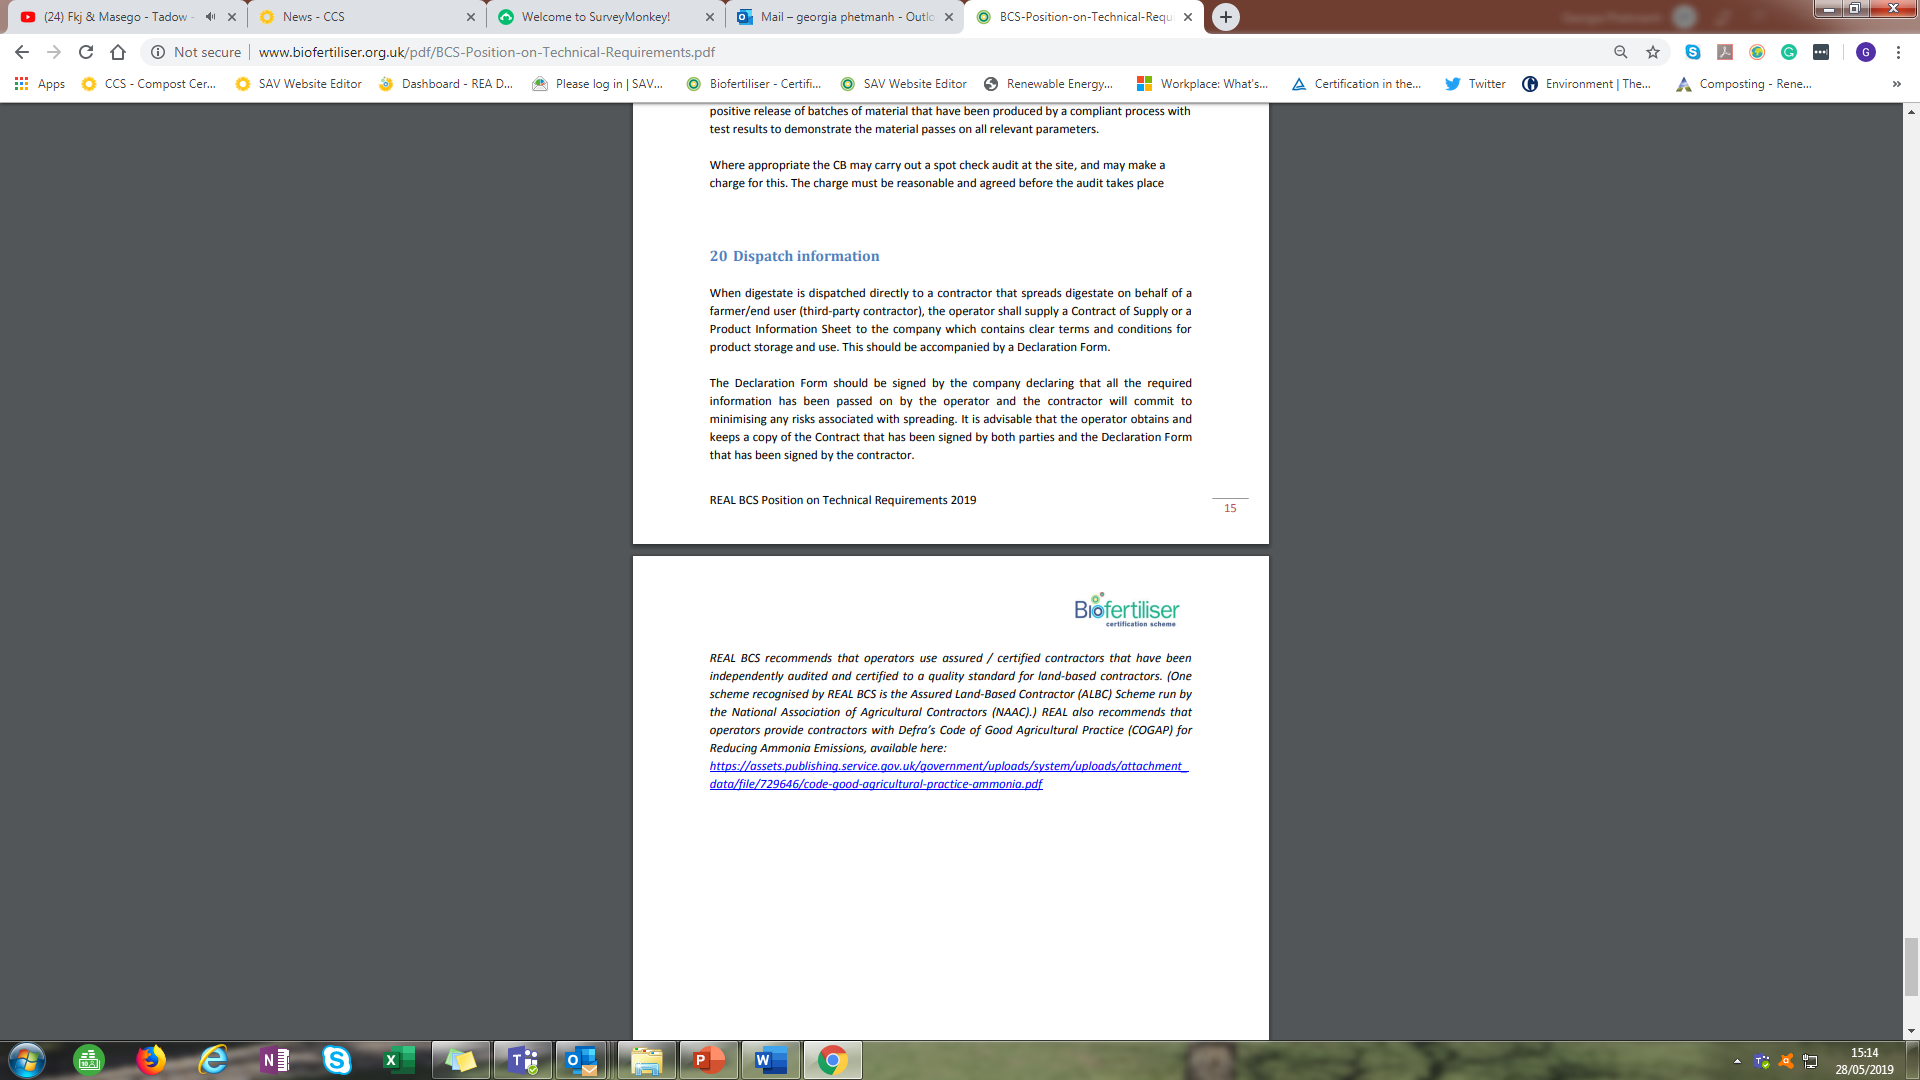 (24) Fkj & Masego - Tadow -
News - CCS
Welcome to SurveyMonkey!
Mail – georgia phetmanh - Outlo
BCS-Position-on-Technical-Requ
Not secure
www.biofertiliser.org.uk/pdf/BCS-Position-on-Technical-Requirements.pdf
G
Apps
CCS - Compost Cer...
SAV Website Editor
Dashboard - REA D...
Please log in | SAV...
Biofertiliser - Certifi...
SAV Website Editor
Renewable Energy...
Workplace: What's...
Certification in the...
Twitter
Environment | The...
Composting - Rene...
»
positive release of batches of material that have been produced by a compliant process with
test results to demonstrate the material passes on all relevant parameters.
Where appropriate the CB may carry out a spot check audit at the site, and may make a
charge for this. The charge must be reasonable and agreed before the audit takes place
20 Dispatch information
When digestate is dispatched directly to a contractor that spreads digestate on behalf of a
farmer/end user (third-party contractor), the operator shall supply a Contract of Supply or a
Product Information Sheet to the company which contains clear terms and conditions for
product storage and use. This should be accompanied by a Declaration Form.
The Declaration Form should be signed by the company declaring that all the required
information has been passed on by the operator and the contractor will commit to
minimising any risks associated with spreading. It is advisable that the operator obtains and
keeps a copy of the Contract that has been signed by both parties and the Declaration Form
that has been signed by the contractor.
REAL BCS Position on Technical Requirements 2019
15
Biofertiliser
certification scheme
REAL BCS recommends that operators use assured / certified contractors that have been
independently audited and certified to a quality standard for land-based contractors. (One
scheme recognised by REAL BCS is the Assured Land-Based Contractor (ALBC) Scheme run by
the National Association of Agricultural Contractors (NAAC).) REAL also recommends that
operators provide contractors with Defra's Code of Good Agricultural Practice (COGAP) for
Reducing Ammonia Emissions, available here:
https://assets.publishing.service.gov.uk/government/uploads/system/uploads/attachment_
data/file/729646/code-good-agricultural-practice-ammonia.pdf
15:14
28/05/2019